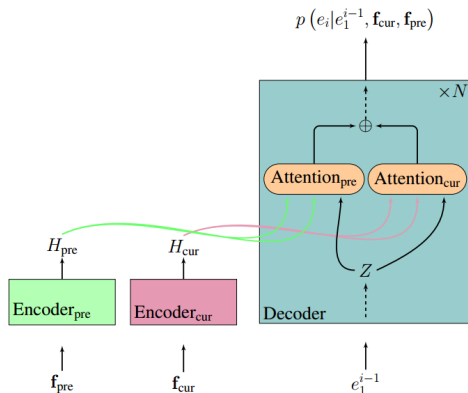 p (e_i|e_1^{i-1}, f_cur, f_pre)
×N
⊕
Attention_pre Attention_cur
H_pre H_cur
Z
Encoder_pre Encoder_cur Decoder
f_pre f_cur e_1^{i-1}